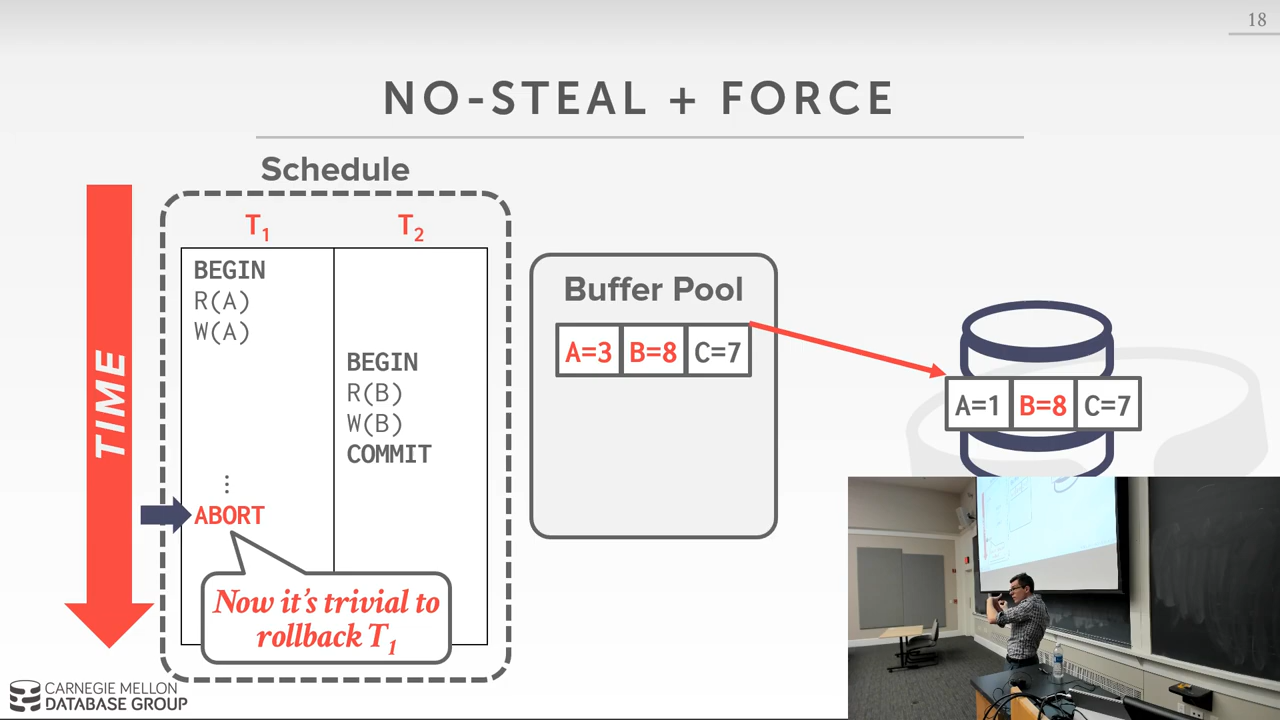 18
NO-STEAL + FORCE
Schedule
TIME
T1
T2
BEGIN
R(A)
W(A)
BEGIN
R(B)
W(B)
COMMIT
⋮
ABORT
Now it's trivial to
rollback T1
Buffer Pool
A=3 B=8 C=7
A=1 B=8 C=7
CARNEGIE MELLON
DATABASE GROUP